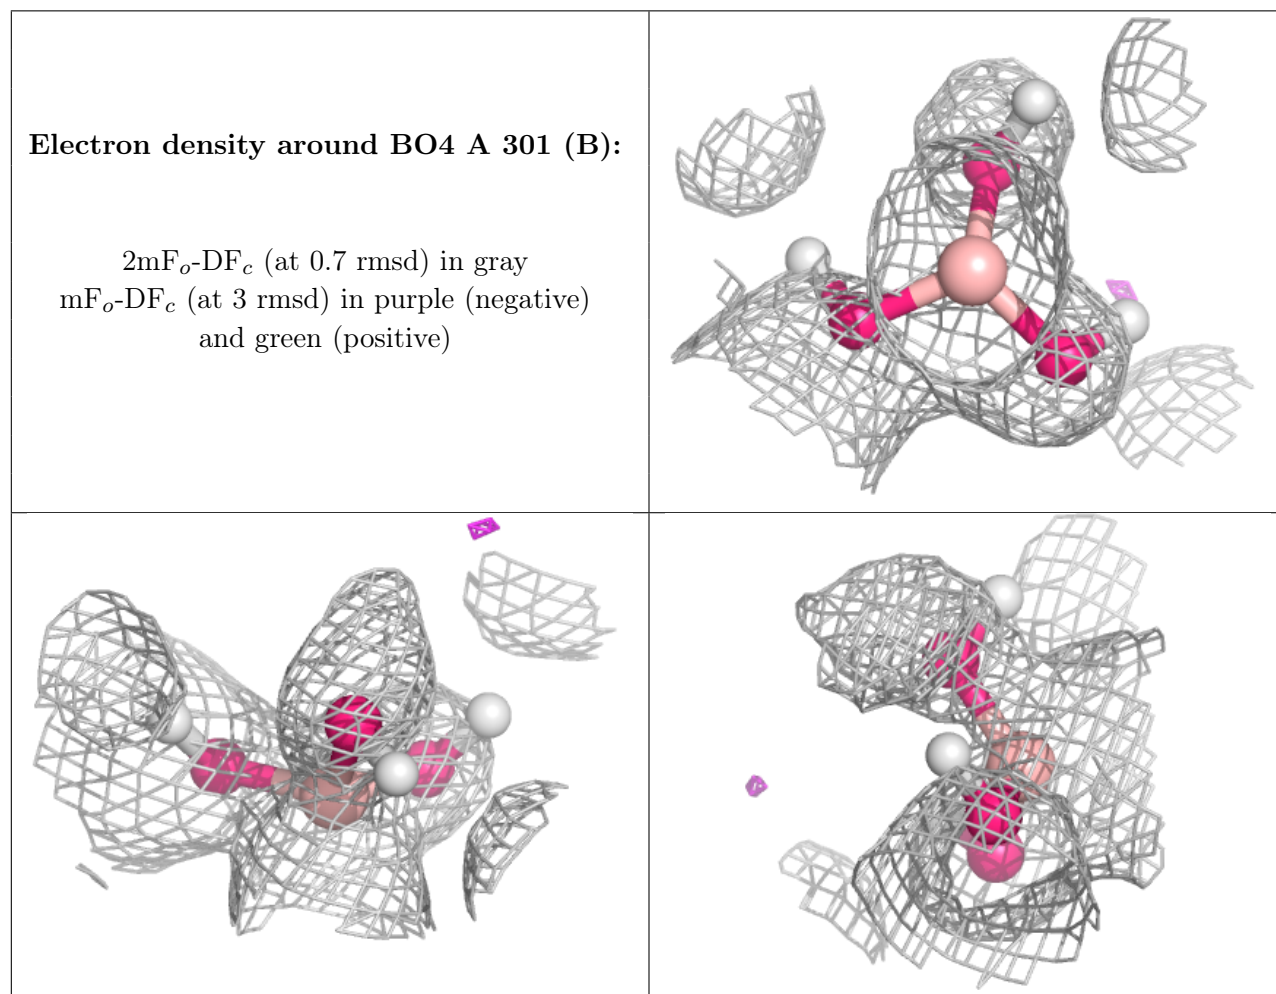 Electron density around BO4 A 301 (B):
2mFo-DFc (at 0.7 rmsd) in gray
mFo-DFc (at 3 rmsd) in purple (negative)
and green (positive)